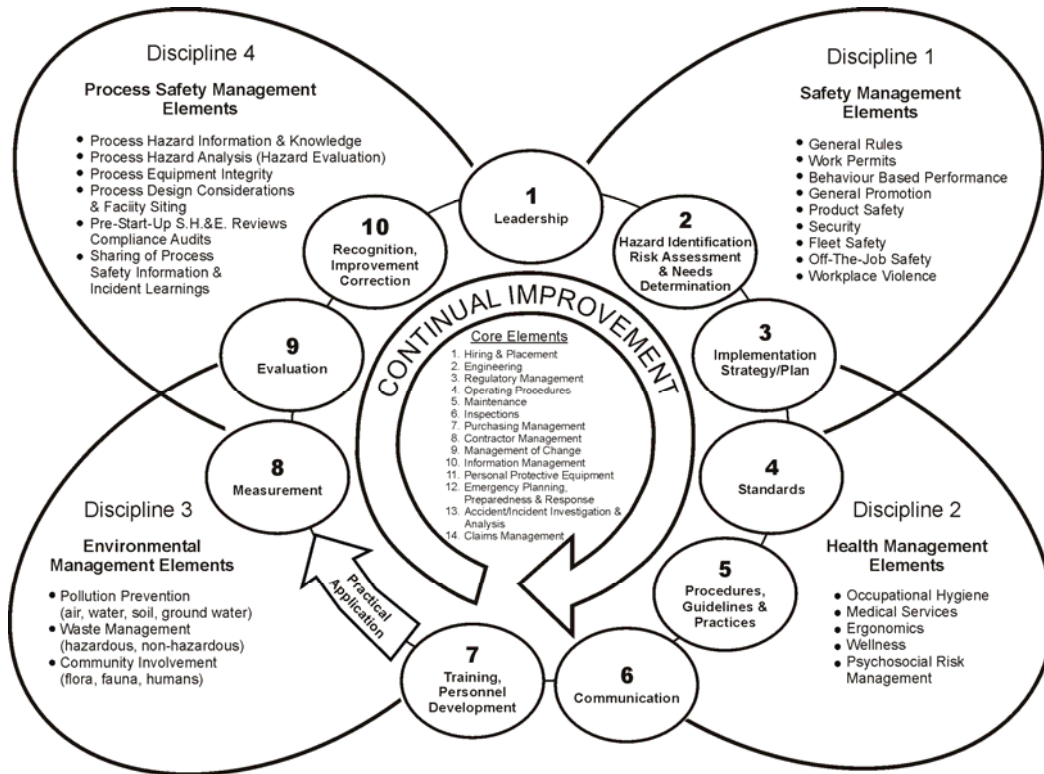 Discipline 4
Process Safety Management
Elements
• Process Hazard Information & Knowledge
• Process Hazard Analysis (Hazard Evaluation)
• Process Equipment Integrity
• Process Design Considerations
& Faciity Siting
• Pre-Start-Up S.H.&E. Reviews
Compliance Audits
• Sharing of Process
Safety Information &
Incident Learnings
Discipline 1
Safety Management
Elements
• General Rules
• Work Permits
• Behaviour Based Performance
• General Promotion
• Product Safety
• Security
• Fleet Safety
• Off-The-Job Safety
• Workplace Violence
1
Leadership
2
Hazard Identification
Risk Assessment
& Needs
Determination
3
Implementation
Strategy/Plan
4
Standards
5
Procedures,
Guidelines &
Practices
6
Communication
7
Training,
Personnel
Development
Practical
Application
8
Measurement
9
Evaluation
10
Recognition,
Improvement
Correction
CONTINUAL IMPROVEMENT
Core Elements
1. Hiring & Placement
2. Engineering
3. Regulatory Management
4. Operating Procedures
5. Maintenance
6. Inspections
7. Purchasing Management
8. Contractor Management
9. Management of Change
10. Information Management
11. Personal Protective Equipment
12. Emergency Planning,
Preparedness & Response
13. Accident/Incident Investigation &
Analysis
14. Claims Management
Discipline 3
Environmental
Management Elements
• Pollution Prevention
(air, water, soil, ground water)
• Waste Management
(hazardous, non-hazardous)
• Community Involvement
(flora, fauna, humans)
Discipline 2
Health Management
Elements
• Occupational Hygiene
• Medical Services
• Ergonomics
• Wellness
• Psychosocial Risk
Management